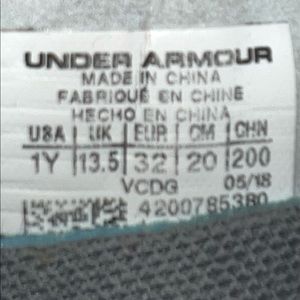 UNDER ARMOUR
MADE IN CHINA
FABRIQUÉ EN CHINE
HECHO EN CHINA
USA UK EUR CM CHN
1Y 13.5 32 20 200
VCDG 05/18
4200785380